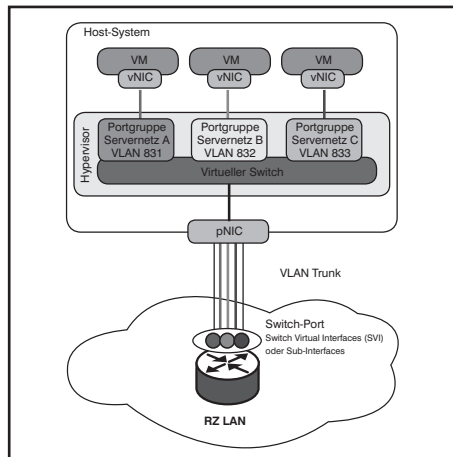 Host-System
VM
VM
VM
vNIC
vNIC
vNIC
Hypervisor
Portgruppe
Servernetz A
VLAN 831
Portgruppe
Servernetz B
VLAN 832
Portgruppe
Servernetz C
VLAN 833
Virtueller Switch
pNIC
VLAN Trunk
Switch-Port
Switch Virtual Interfaces (SVI)
oder Sub-Interfaces
RZ LAN